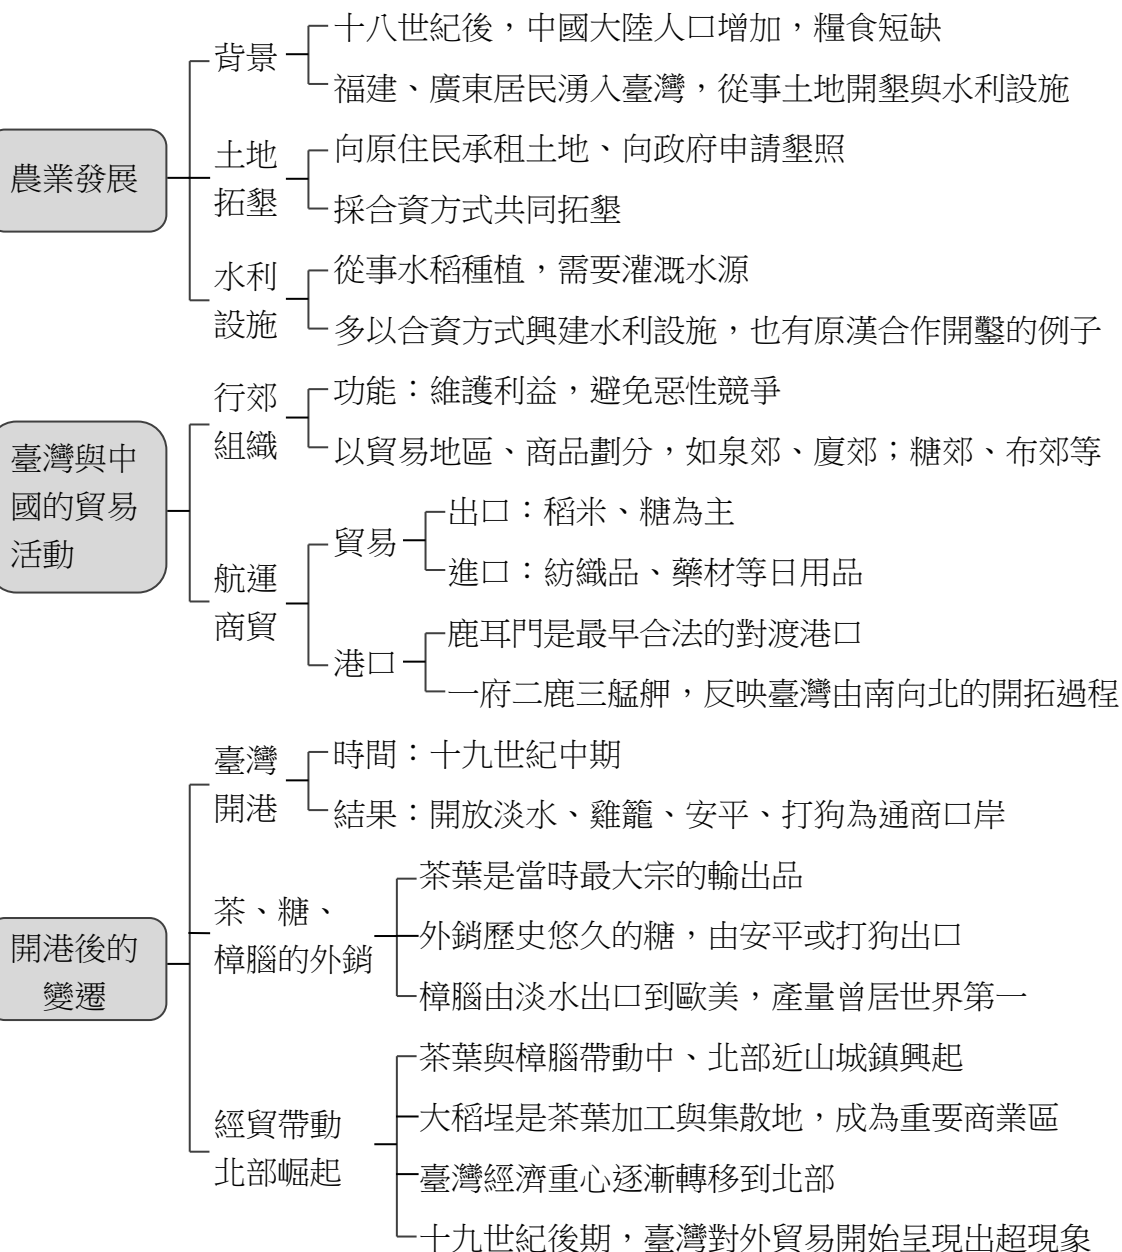 農業發展
背景
十八世紀後，中國大陸人口增加，糧食短缺
福建、廣東居民湧入臺灣，從事土地開墾與水利設施
土地
拓墾
向原住民承租土地、向政府申請墾照
採合資方式共同拓墾
水利
設施
從事水稻種植，需要灌溉水源
多以合資方式興建水利設施，也有原漢合作開鑿的例子
臺灣與中
國的貿易
活動
行郊
組織
功能：維護利益，避免惡性競爭
以貿易地區、商品劃分，如泉郊、廈郊；糖郊、布郊等
航運
商貿
貿易
出口：稻米、糖為主
進口：紡織品、藥材等日用品
港口
鹿耳門是最早合法的對渡港口
一府二鹿三艋舺，反映臺灣由南向北的開拓過程
開港後的
變遷
臺灣
開港
時間：十九世紀中期
結果：開放淡水、雞籠、安平、打狗為通商口岸
茶、糖、
樟腦的外銷
茶葉是當時最大宗的輸出品
外銷歷史悠久的糖，由安平或打狗出口
樟腦由淡水出口到歐美，產量曾居世界第一
經貿帶動
北部崛起
茶葉與樟腦帶動中、北部近山城鎮興起
大稻埕是茶葉加工與集散地，成為重要商業區
臺灣經濟重心逐漸轉移到北部
十九世紀後期，臺灣對外貿易開始呈現出超現象